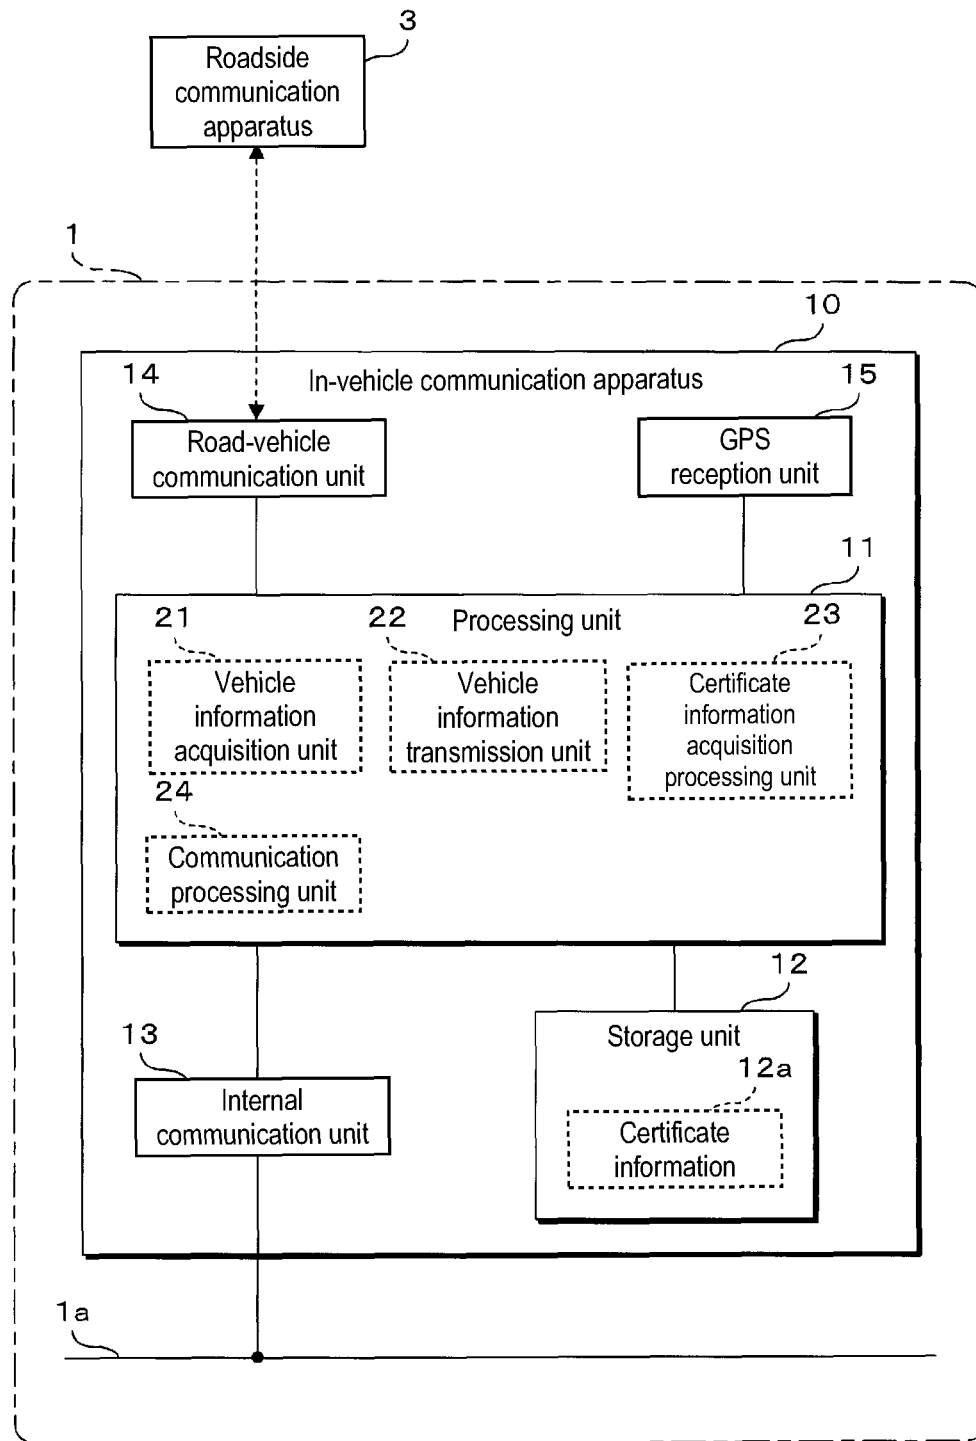 3
Roadside
communication
apparatus
1
10
In-vehicle communication apparatus
14
15
Road-vehicle
communication unit
GPS
reception unit
11
Processing unit
21
22
23
Vehicle
information
acquisition unit
Vehicle
information
transmission unit
Certificate
information
acquisition
processing unit
24
Communication
processing unit
12
Storage unit
13
12a
Internal
communication unit
Certificate
information
1a